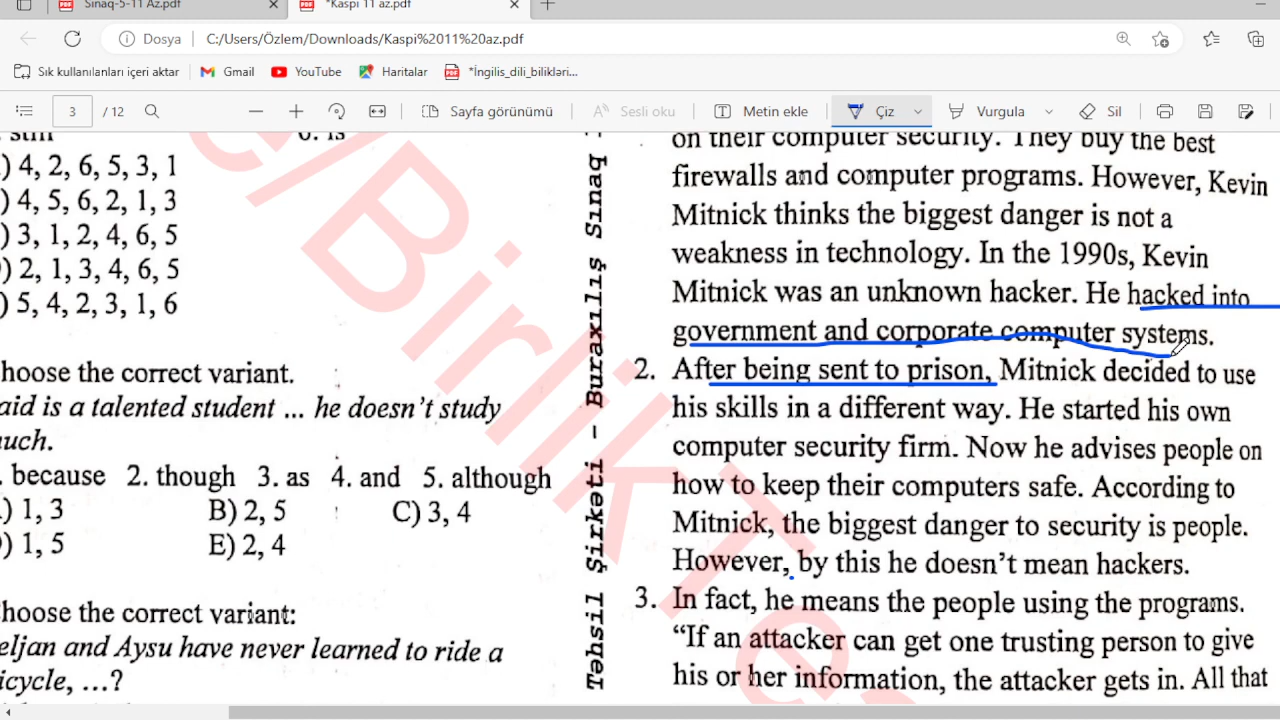 Sınaq-5-11 Az.pdf
*Kaspi 11 az.pdf
Dosya
C:/Users/Özlem/Downloads/Kaspi%2011%20az.pdf
Sık kullanılanları içeri aktar
Gmail
YouTube
Haritalar
*İngilis_dili_bilikləri...
3 / 12
Sayfa görünümü
Sesli oku
Metin ekle
Çiz
Vurgula
Sil
still 6. is
) 4, 2, 6, 5, 3, 1
) 4, 5, 6, 2, 1, 3
) 3, 1, 2, 4, 6, 5
) 2, 1, 3, 4, 6, 5
) 5, 4, 2, 3, 1, 6
hoose the correct variant.
aid is a talented student ... he doesn't study
uch.
. because 2. though 3. as 4. and 5. although
) 1, 3 B) 2, 5 C) 3, 4
) 1, 5 E) 2, 4
hoose the correct variant:
eljan and Aysu have never learned to ride a
icycle, ...?
Təhsil Şirkəti – Buraxılış Sınaq -
on their computer security. They buy the best
firewalls and computer programs. However, Kevin
Mitnick thinks the biggest danger is not a
weakness in technology. In the 1990s, Kevin
Mitnick was an unknown hacker. He hacked into
government and corporate computer systems.
2. After being sent to prison, Mitnick decided to use
his skills in a different way. He started his own
computer security firm. Now he advises people on
how to keep their computers safe. According to
Mitnick, the biggest danger to security is people.
However, by this he doesn't mean hackers.
3. In fact, he means the people using the programs.
“If an attacker can get one trusting person to give
his or her information, the attacker gets in. All that
e/BirlikTe